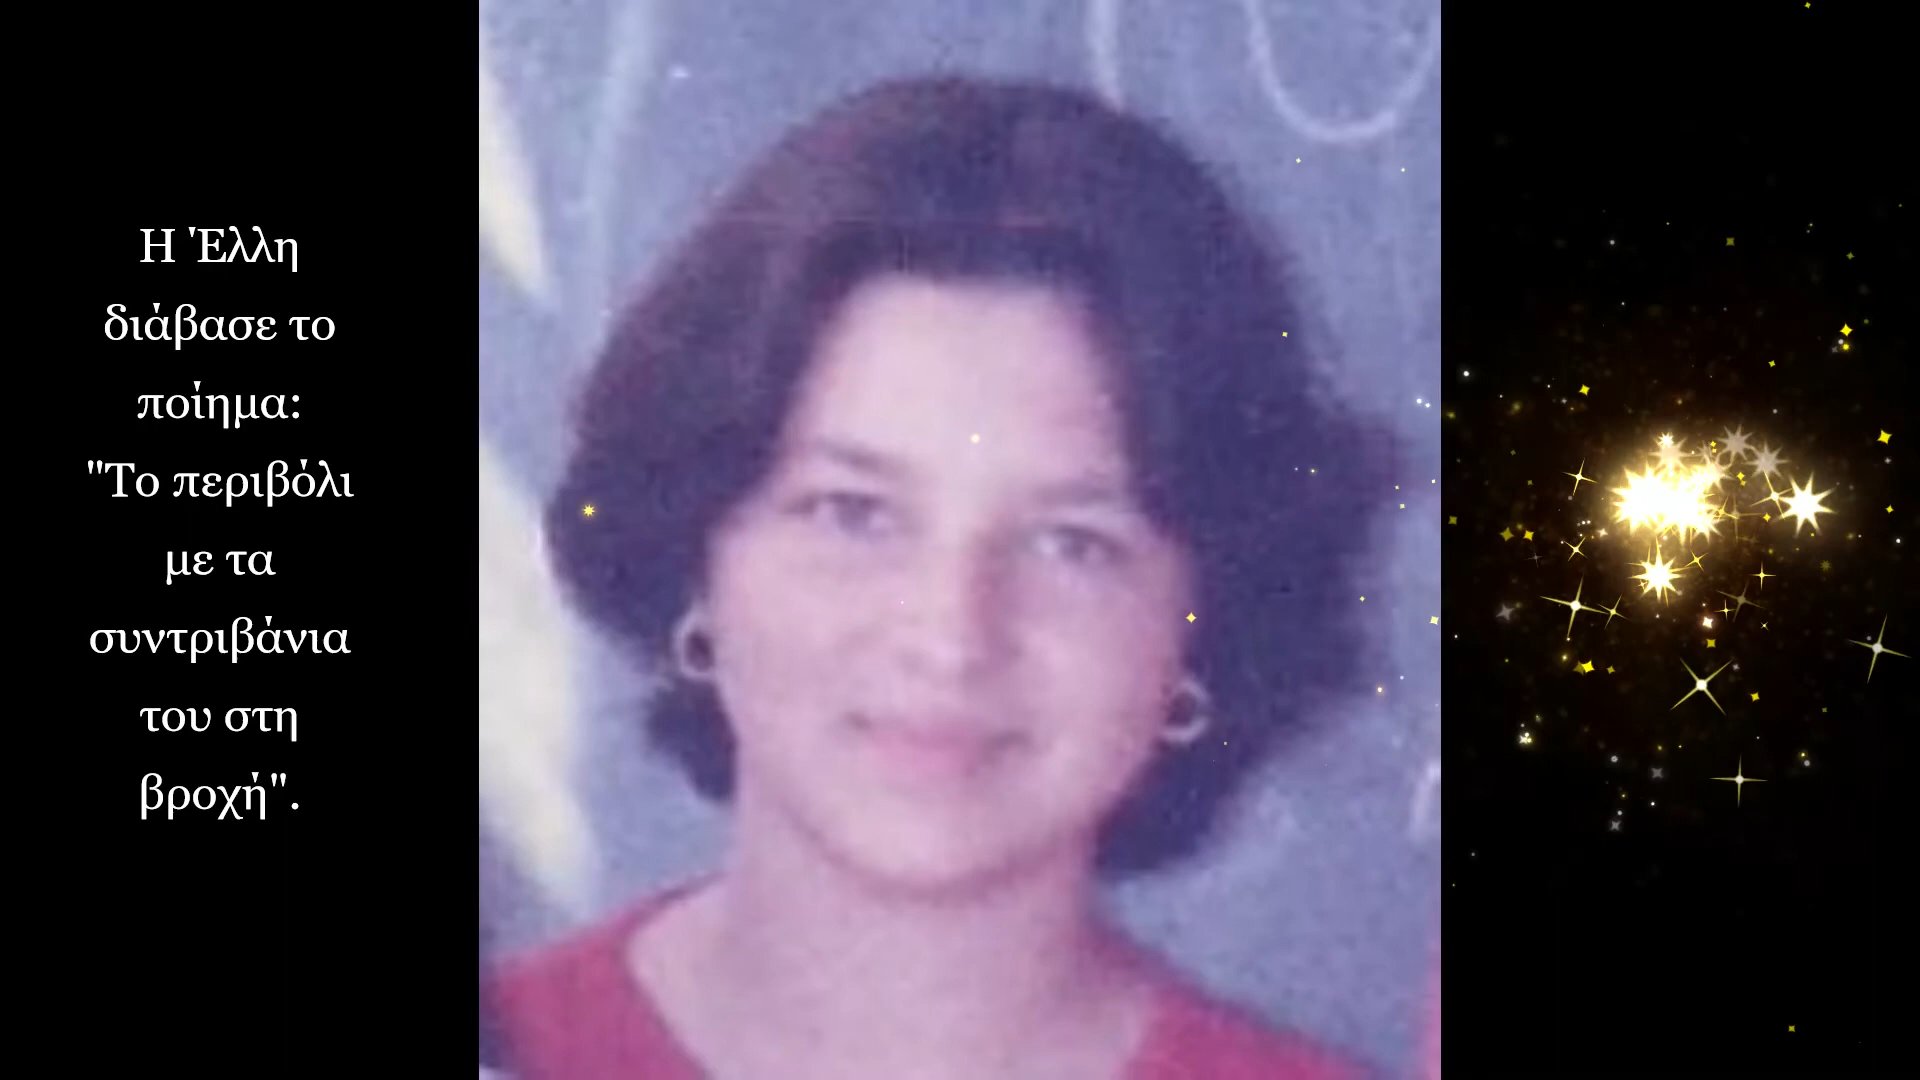 Η Έλλη
διάβασε το
ποίημα:
"Το περιβόλι
με τα
συντριβάνια
του στη
βροχή".